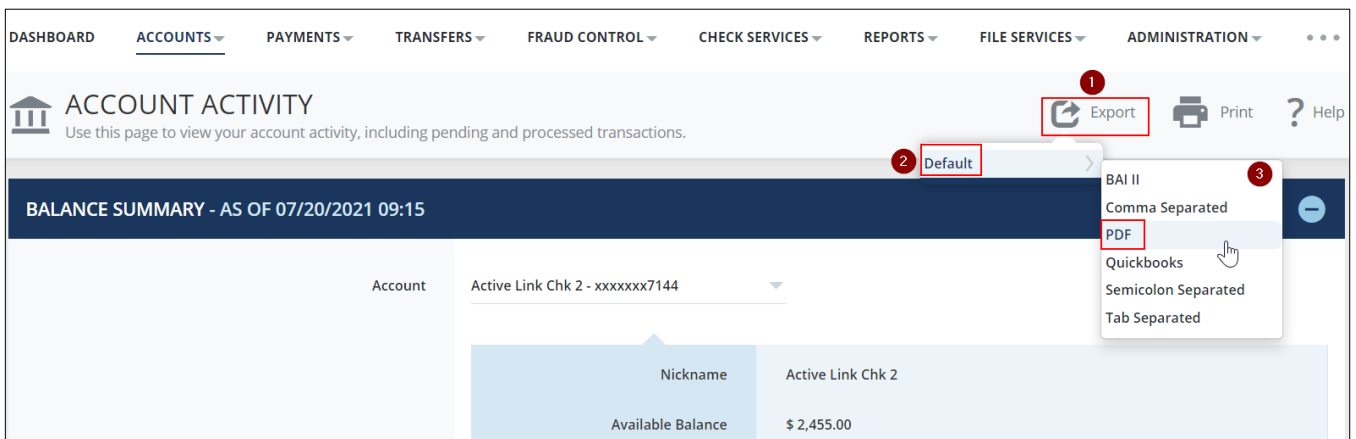 DASHBOARD ACCOUNTS PAYMENTS TRANSFERS FRAUD CONTROL CHECK SERVICES REPORTS FILE SERVICES ADMINISTRATION
1
ACCOUNT ACTIVITY
Use this page to view your account activity, including pending and processed transactions.
Export Print ? Help
2 Default
3
BAI II
Comma Separated
PDF
Quickbooks
Semicolon Separated
Tab Separated
BALANCE SUMMARY - AS OF 07/20/2021 09:15
Account Active Link Chk 2 - xxxxxxx7144
Nickname Active Link Chk 2
Available Balance $ 2,455.00